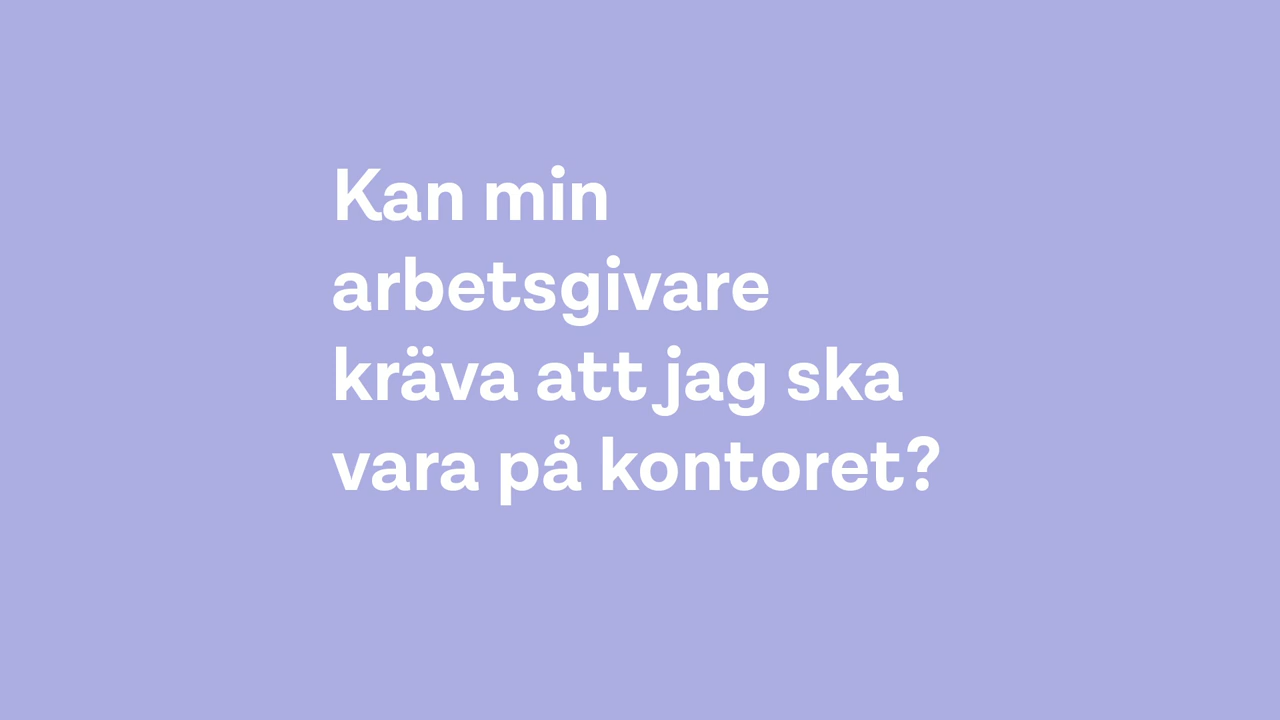 Kan min
arbetsgivare
kräva att jag ska
vara på kontoret?